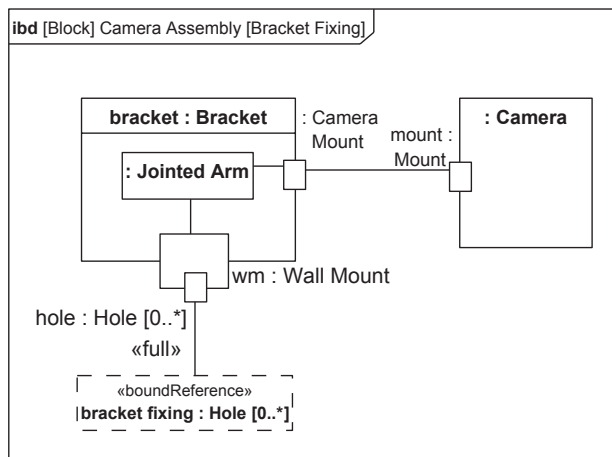 ibd [Block] Camera Assembly [Bracket Fixing]
bracket : Bracket
: Camera
Mount
mount :
Mount
: Camera
: Jointed Arm
wm : Wall Mount
hole : Hole [0..*]
«full»
«boundReference»
bracket fixing : Hole [0..*]